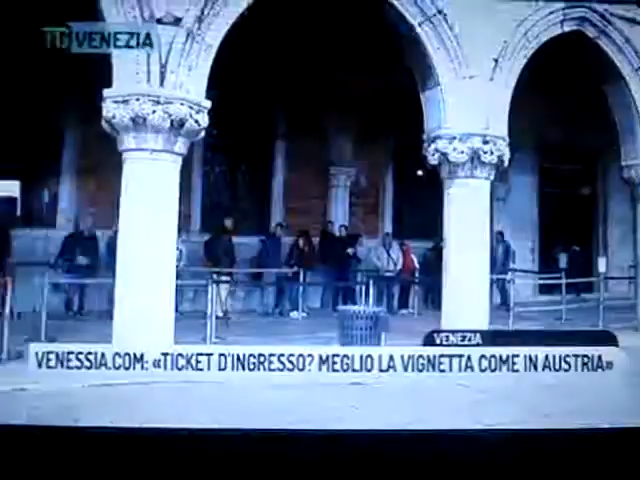 TG VENEZIA
VENEZIA
VENESSIA.COM: «TICKET D'INGRESSO? MEGLIO LA VIGNETTA COME IN AUSTRIA»